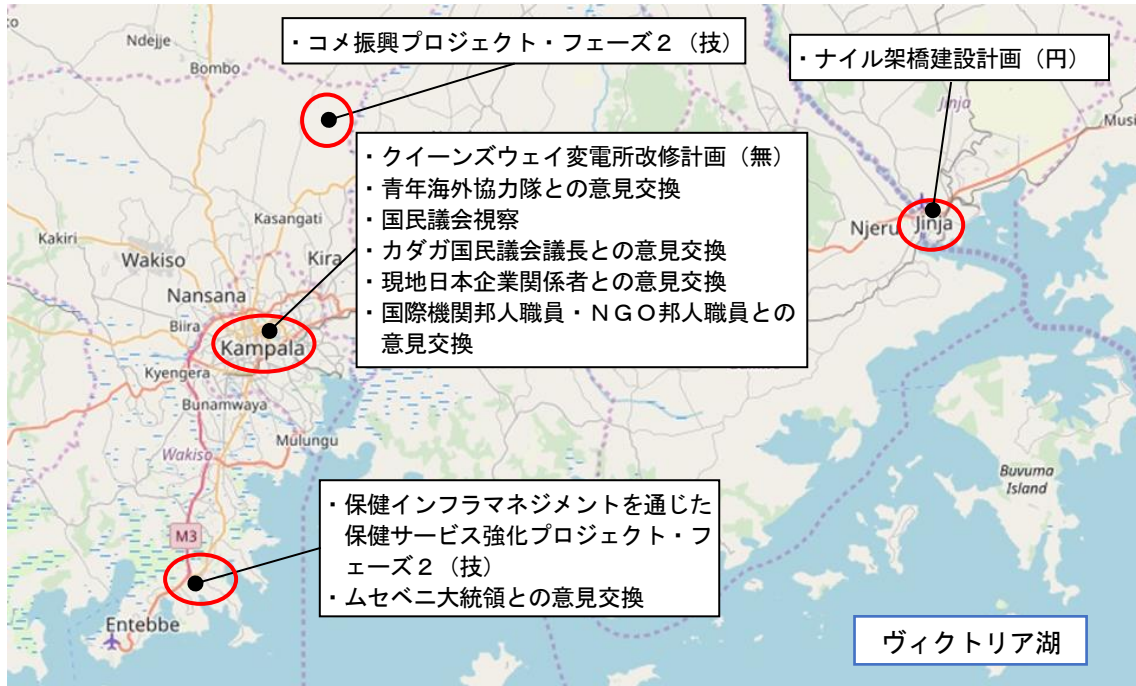 ・コメ振興プロジェクト・フェーズ２（技）
・ナイル架橋建設計画（円）
Ndejje
Bombo
Jinja
Musi
・クイーンズウェイ変電所改修計画（無）
・青年海外協力隊との意見交換
・国民議会視察
・カダガ国民議会議長との意見交換
・現地日本企業関係者との意見交換
・国際機関邦人職員・ＮＧＯ邦人職員との
意見交換
Kasangati
Kakiri
Wakiso
Kira
Njeru
Jinja
Nansana
Biira
Kampala
Kyengera
Bunamwaya
Mulungu
Wakiso
Buvuma
Island
M3
・保健インフラマネジメントを通じた
保健サービス強化プロジェクト・フ
ェーズ２（技）
・ムセベニ大統領との意見交換
Entebbe
ヴィクトリア湖